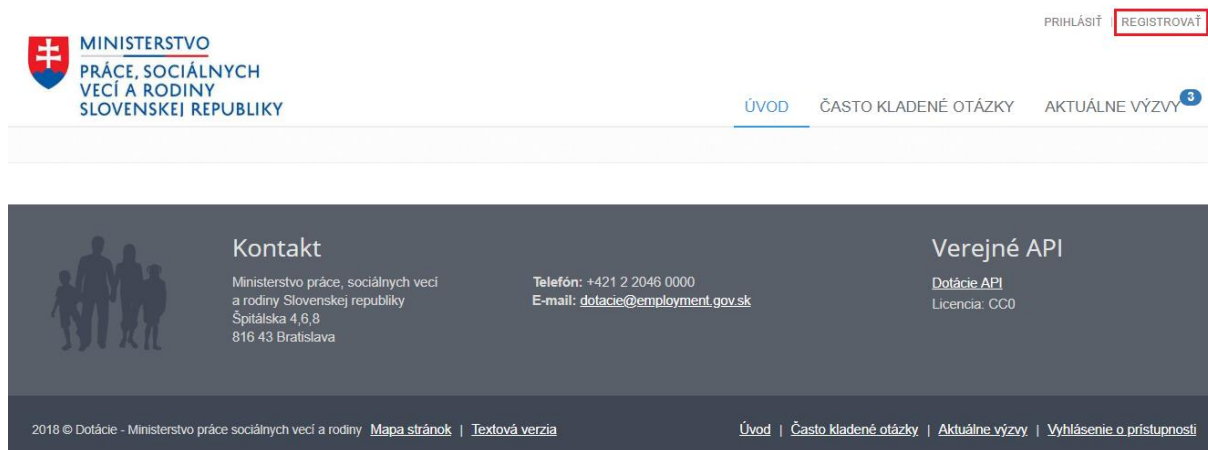 PRIHLÁSIŤ | REGISTROVAŤ
MINISTERSTVO
PRÁCE, SOCIÁLNYCH
VECÍ A RODINY
SLOVENSKEJ REPUBLIKY
ÚVOD ČASTO KLADENÉ OTÁZKY AKTUÁLNE VÝZVY 3
Kontakt
Ministerstvo práce, sociálnych vecí
a rodiny Slovenskej republiky
Špitálska 4,6,8
816 43 Bratislava
Telefón: +421 2 2046 0000
E-mail: dotacie@employment.gov.sk
Verejné API
Dotácie API
Licencia: CC0
2018 © Dotácie - Ministerstvo práce sociálnych vecí a rodiny Mapa stránok | Textová verzia
Úvod | Často kladené otázky | Aktuálne výzvy | Vyhlásenie o prístupnosti